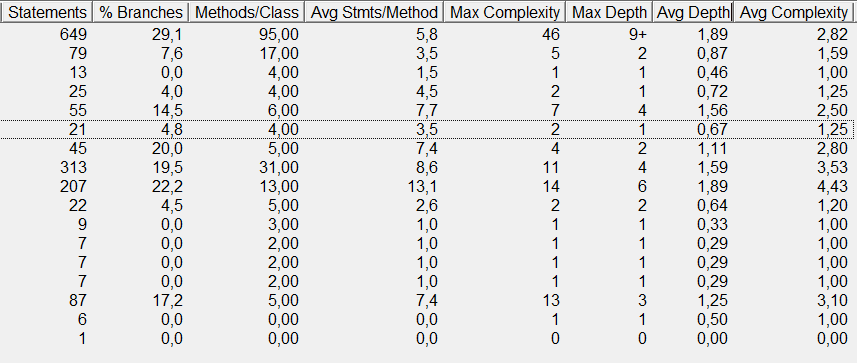 Statements % Branches Methods/Class Avg Stmts/Method Max Complexity Max Depth Avg Depth Avg Complexity
649 29,1 95,00 5,8 46 9+ 1,89 2,82
79 7,6 17,00 3,5 5 2 0,87 1,59
13 0,0 4,00 1,5 1 1 0,46 1,00
25 4,0 4,00 4,5 2 1 0,72 1,25
55 14,5 6,00 7,7 7 4 1,56 2,50
21 4,8 4,00 3,5 2 1 0,67 1,25
45 20,0 5,00 7,4 4 2 1,11 2,80
313 19,5 31,00 8,6 11 4 1,59 3,53
207 22,2 13,00 13,1 14 6 1,89 4,43
22 4,5 5,00 2,6 2 2 0,64 1,20
9 0,0 3,00 1,0 1 1 0,33 1,00
7 0,0 2,00 1,0 1 1 0,29 1,00
7 0,0 2,00 1,0 1 1 0,29 1,00
7 0,0 2,00 1,0 1 1 0,29 1,00
87 17,2 5,00 7,4 13 3 1,25 3,10
6 0,0 0,00 0,0 1 1 0,50 1,00
1 0,0 0,00 0,0 0 0 0,00 0,00